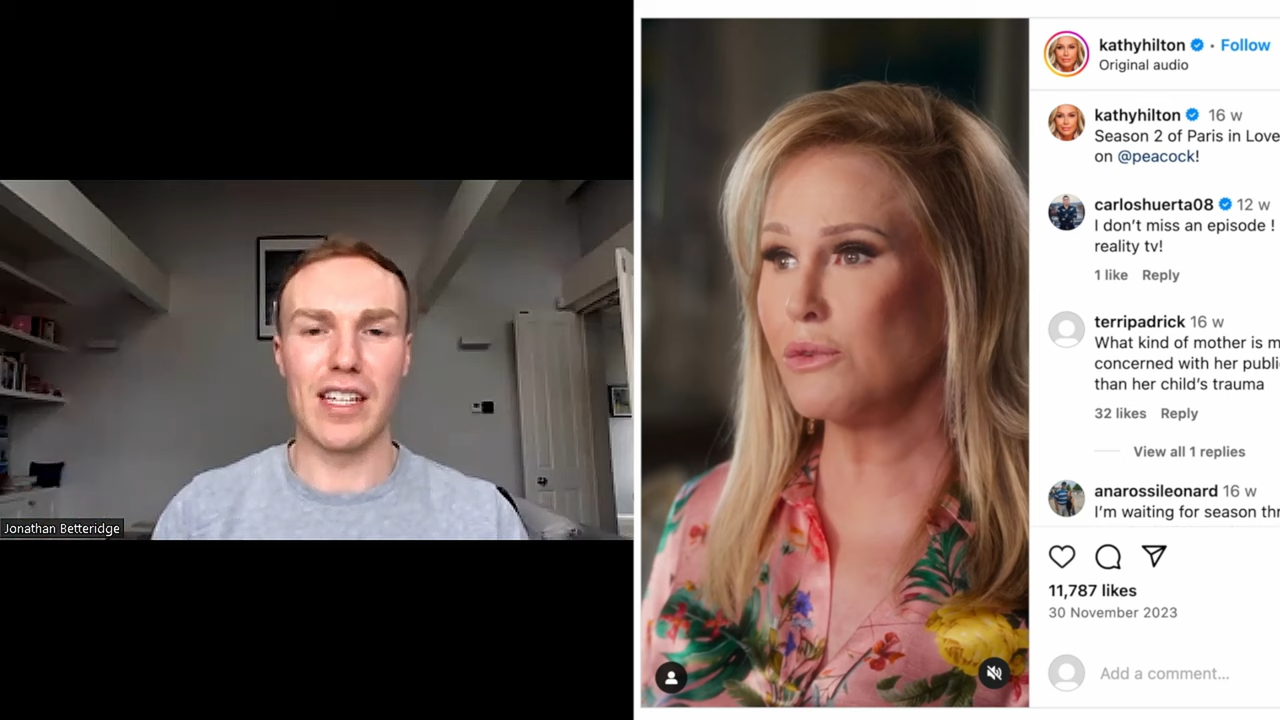 Jonathan Betteridge
kathyhilton • Follow
Original audio
kathyhilton 16 w
Season 2 of Paris in Love
on @peacock!
carloshuerta08 12 w
I don’t miss an episode !
reality tv!
1 like Reply
terripadrick 16 w
What kind of mother is m
concerned with her publi
than her child’s trauma
32 likes Reply
View all 1 replies
anarossileonard 16 w
I’m waiting for season thr
11,787 likes
30 November 2023
Add a comment...